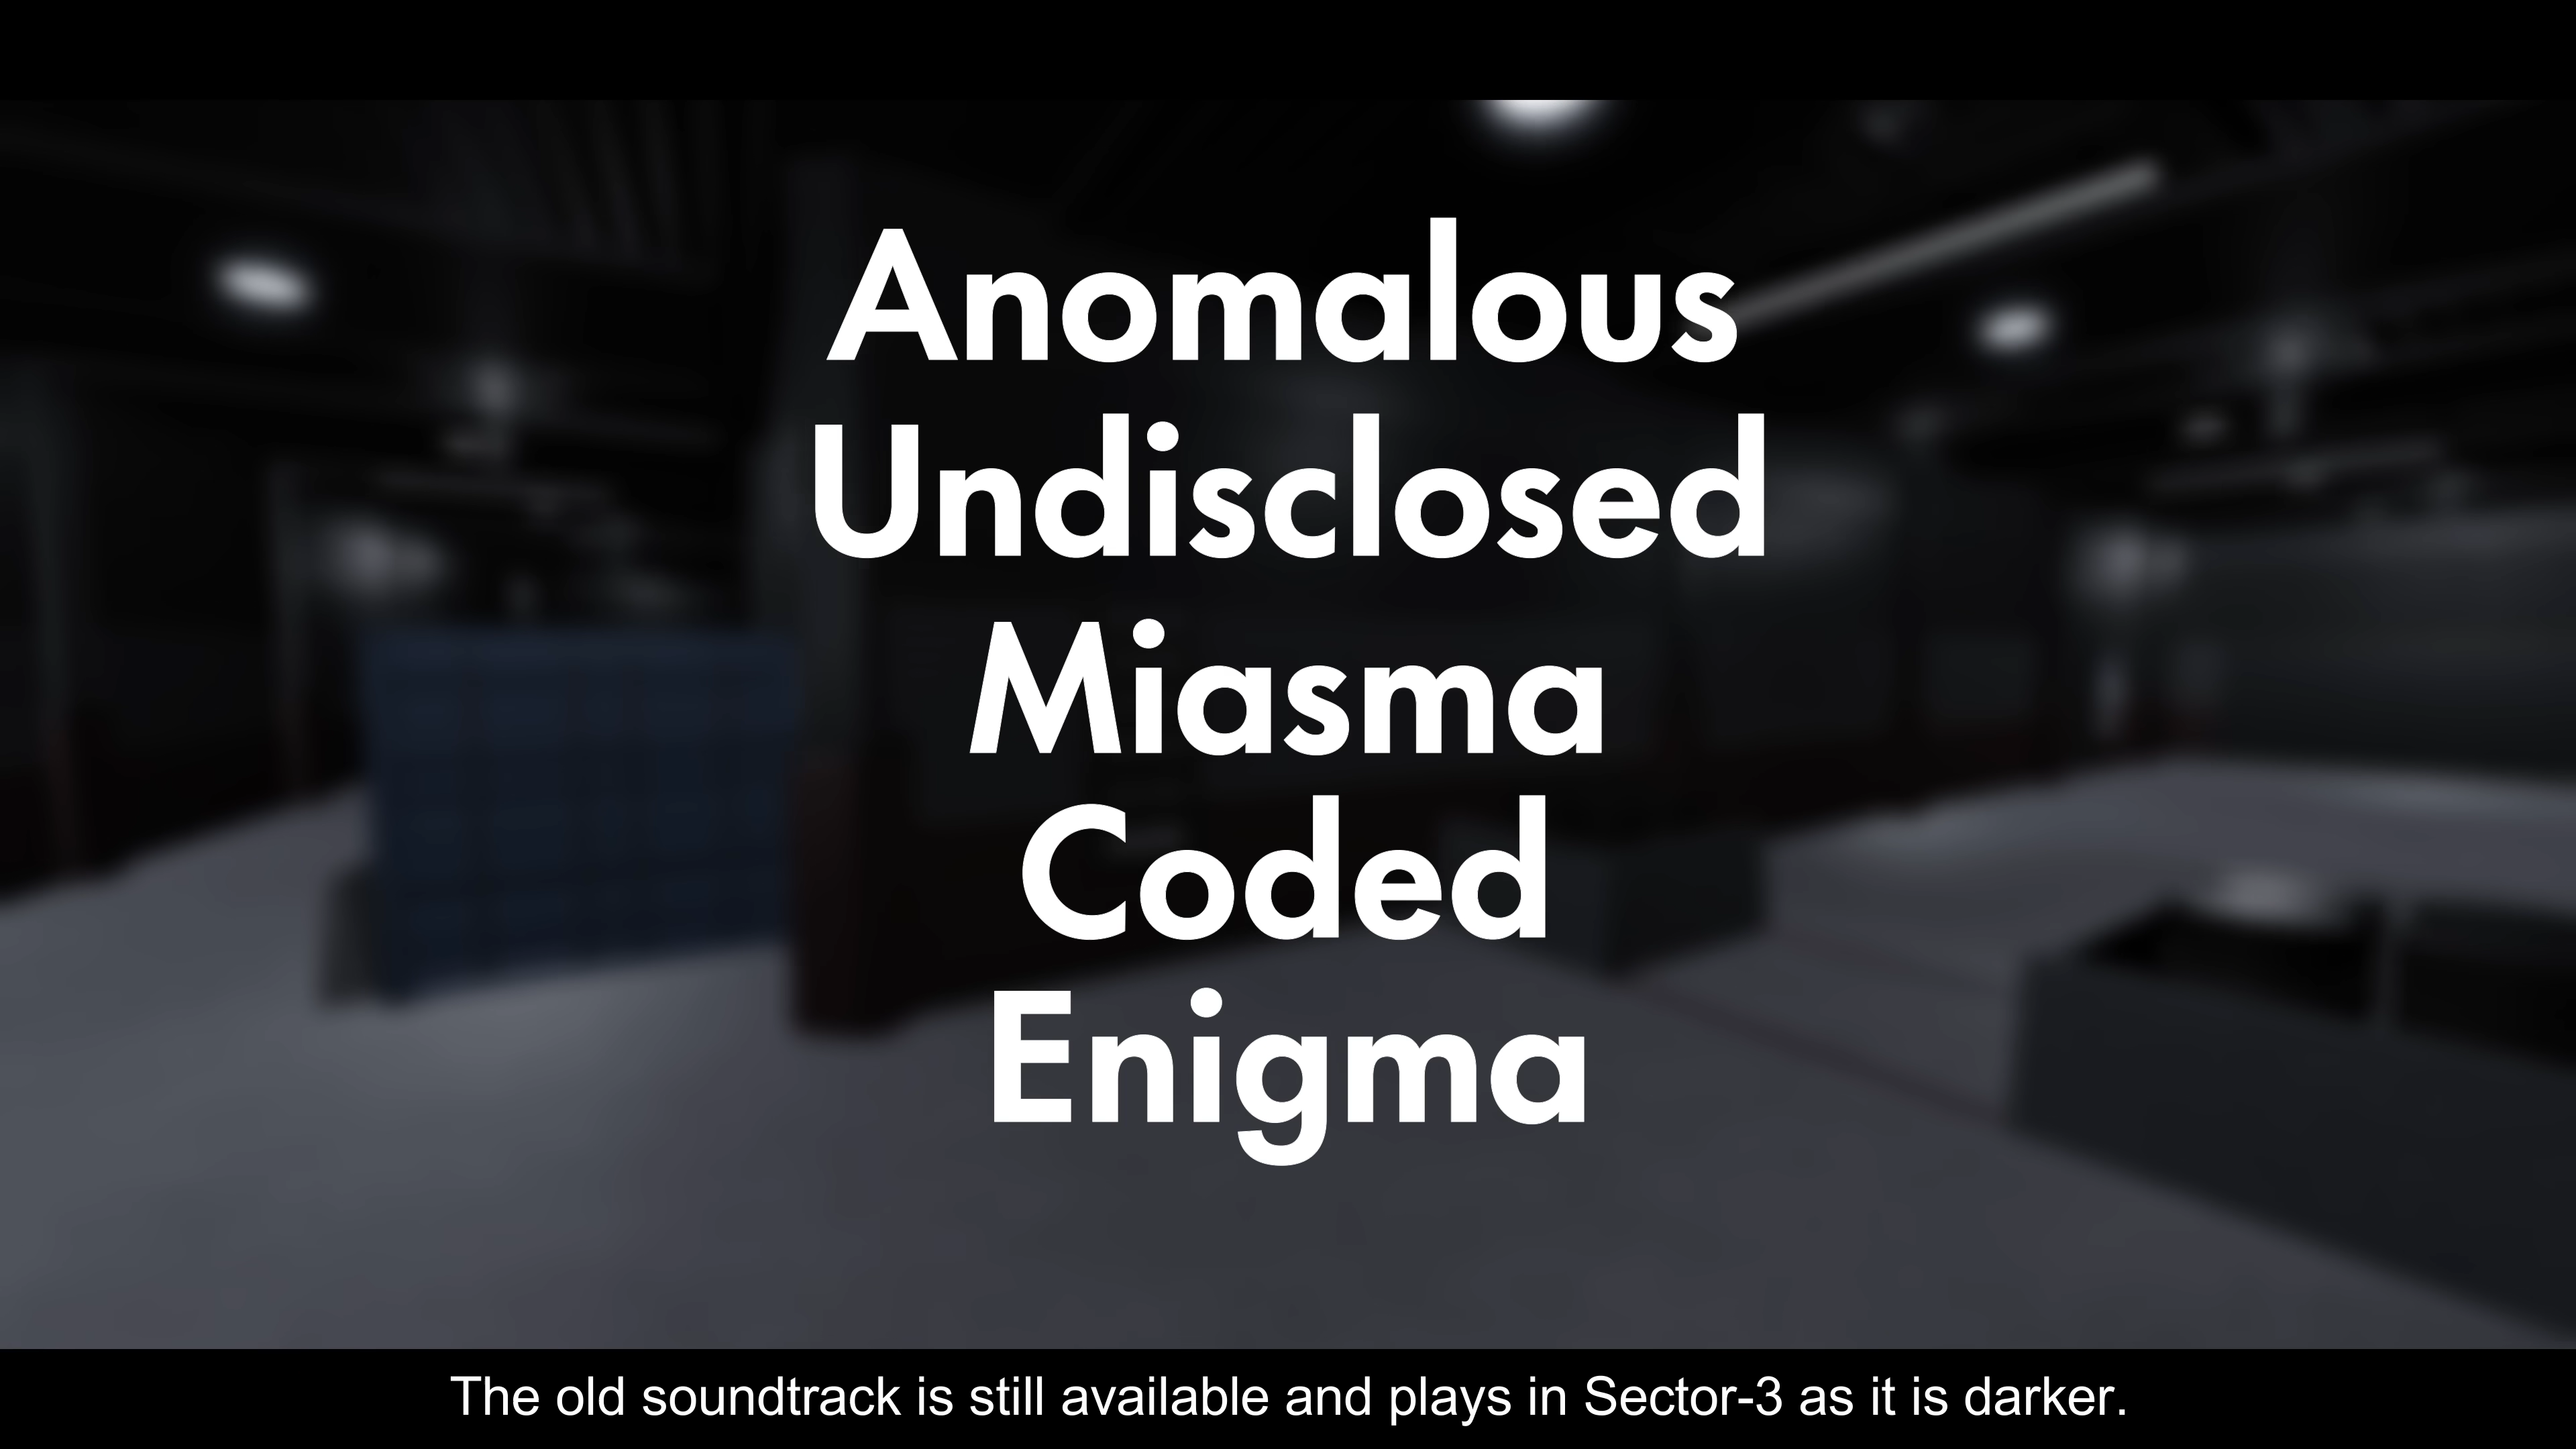 Anomalous
Undisclosed
Miasma
Coded
Enigma
The old soundtrack is still available and plays in Sector-3 as it is darker.